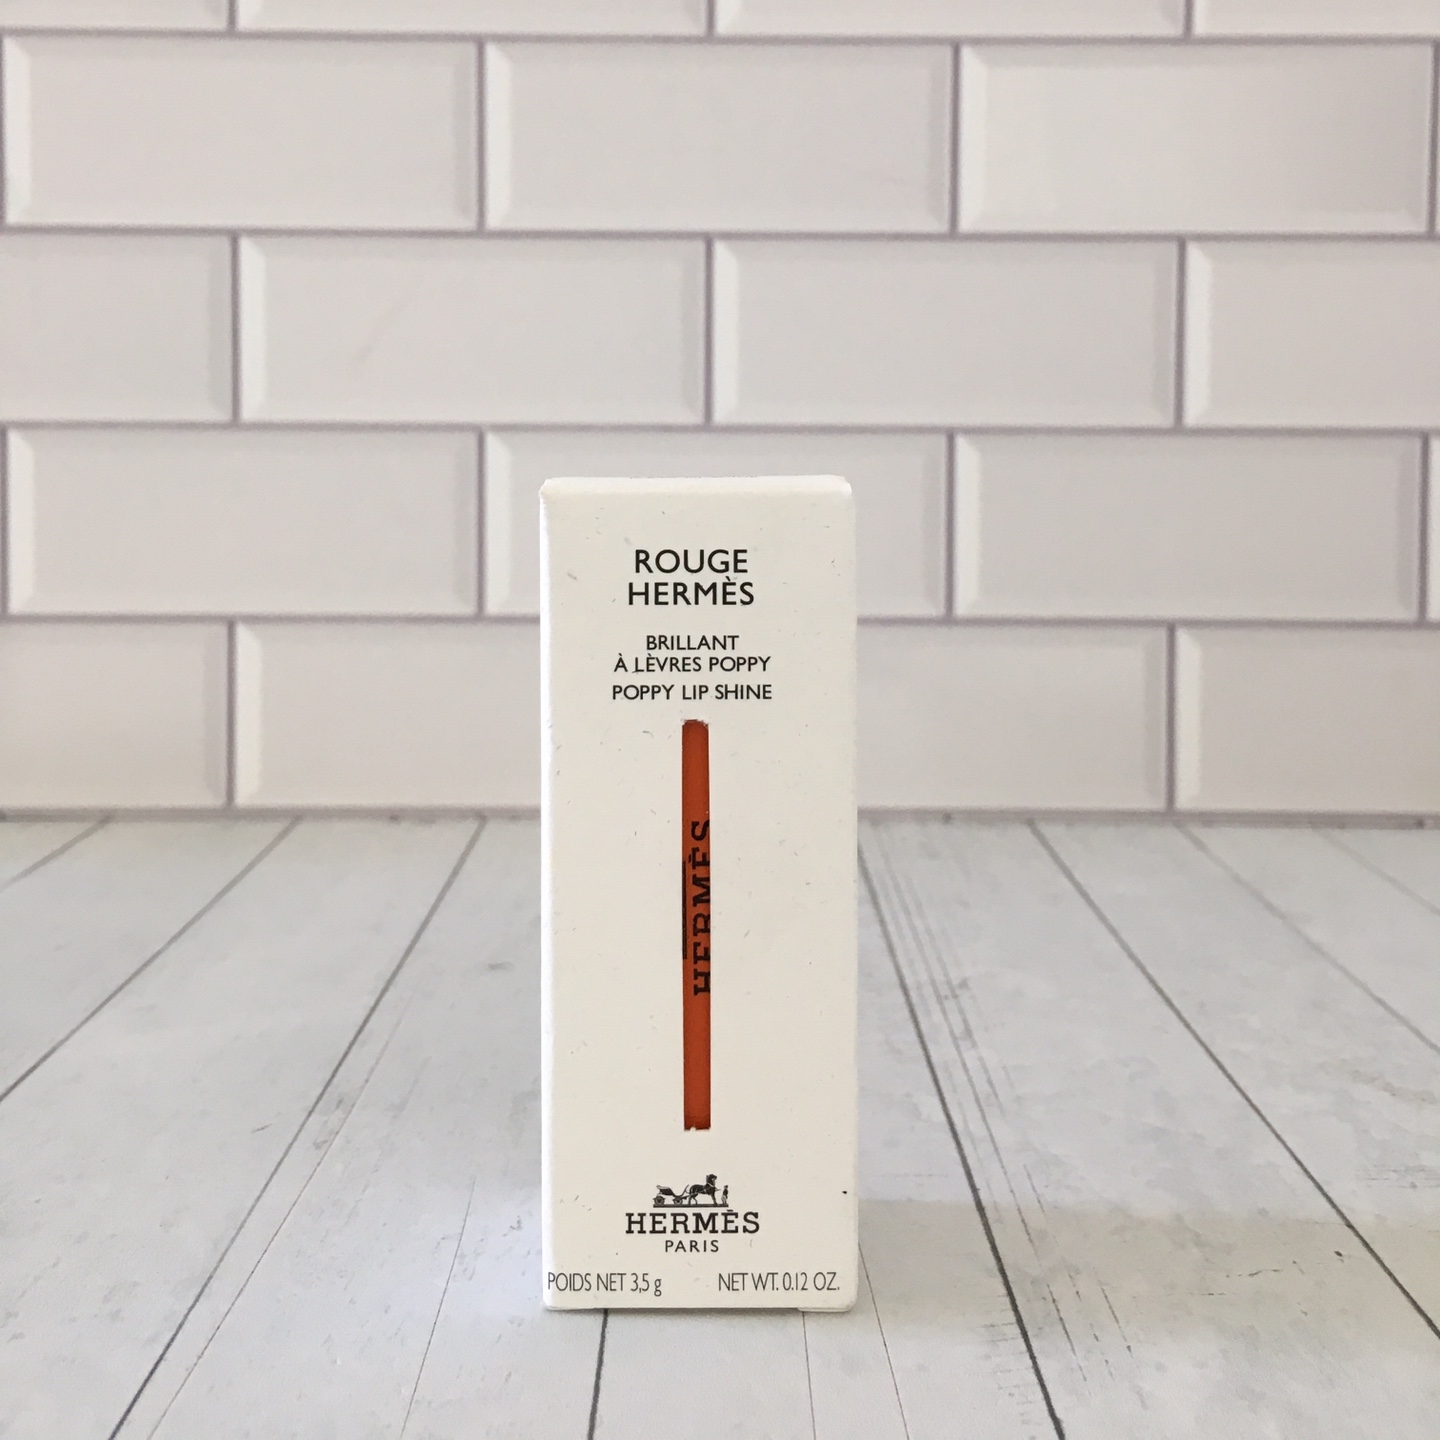 ROUGE
HERMÈS
BRILLANT
À LÈVRES POPPY
POPPY LIP SHINE
HERMÈS
HERMÈS
PARIS
POIDS NET 3,5 g NET WT. 0.12 OZ.